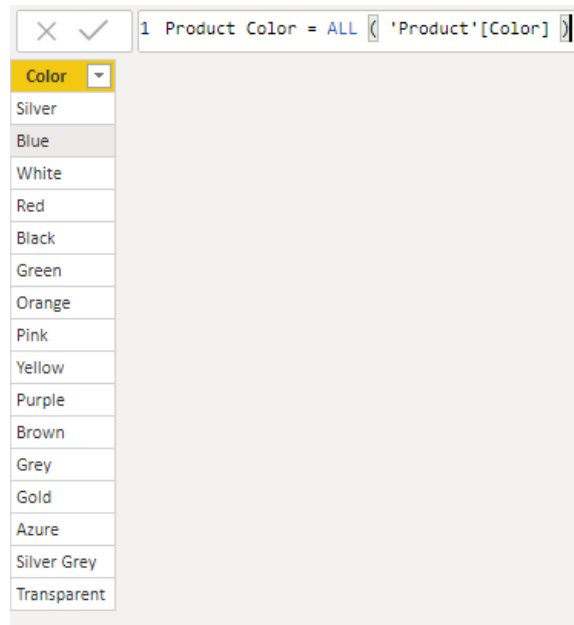 1 Product Color = ALL ( 'Product'[Color] )
Color
Silver
Blue
White
Red
Black
Green
Orange
Pink
Yellow
Purple
Brown
Grey
Gold
Azure
Silver Grey
Transparent